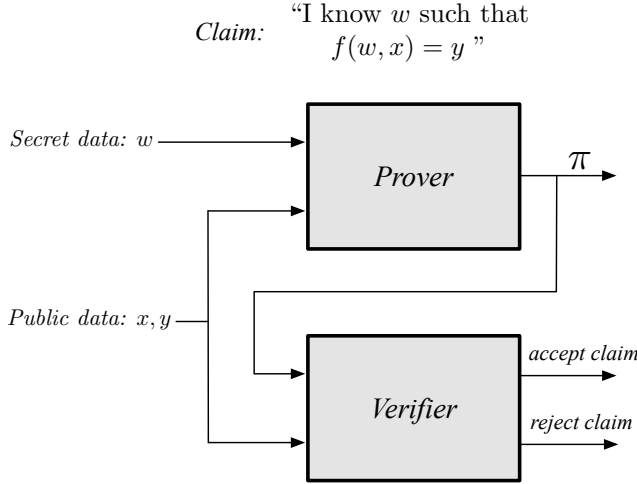 Claim: “I know w such that
f(w, x) = y ”
Secret data: w
Prover
π
Public data: x, y
Verifier
accept claim
reject claim